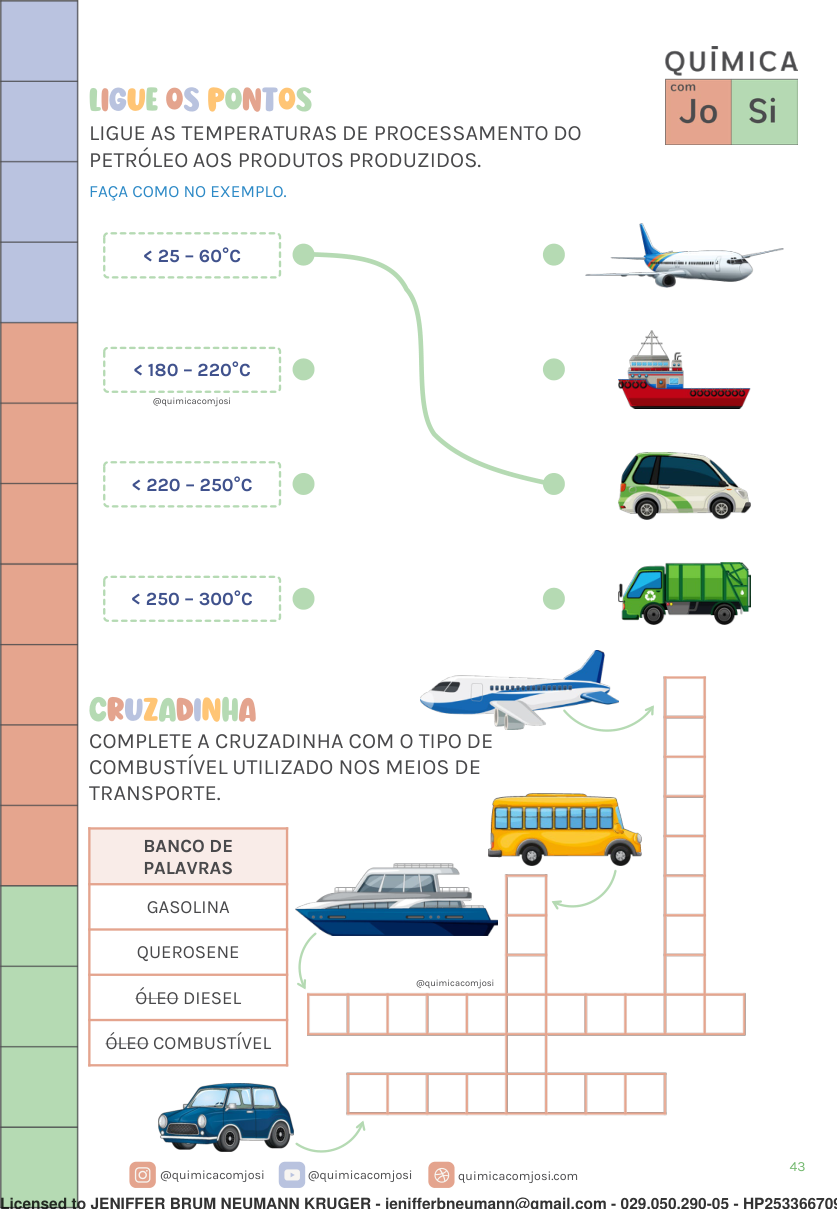 QUÍMICA
com
Jo Si
LIGUE OS PONTOS
LIGUE AS TEMPERATURAS DE PROCESSAMENTO DO
PETRÓLEO AOS PRODUTOS PRODUZIDOS.
FAÇA COMO NO EXEMPLO.
< 25 – 60°C
< 180 – 220°C
@quimicacomjosi
< 220 – 250°C
< 250 – 300°C
CRUZADINHA
COMPLETE A CRUZADINHA COM O TIPO DE
COMBUSTÍVEL UTILIZADO NOS MEIOS DE
TRANSPORTE.
BANCO DE
PALAVRAS
GASOLINA
QUEROSENE
ÓLEO DIESEL
ÓLEO COMBUSTÍVEL
@quimicacomjosi
@quimicacomjosi
@quimicacomjosi
quimicacomjosi.com
43
Licensed to JENIFFER BRUM NEUMANN KRUGER - jenifferbneumann@gmail.com - 029.050.290-05 - HP253366709